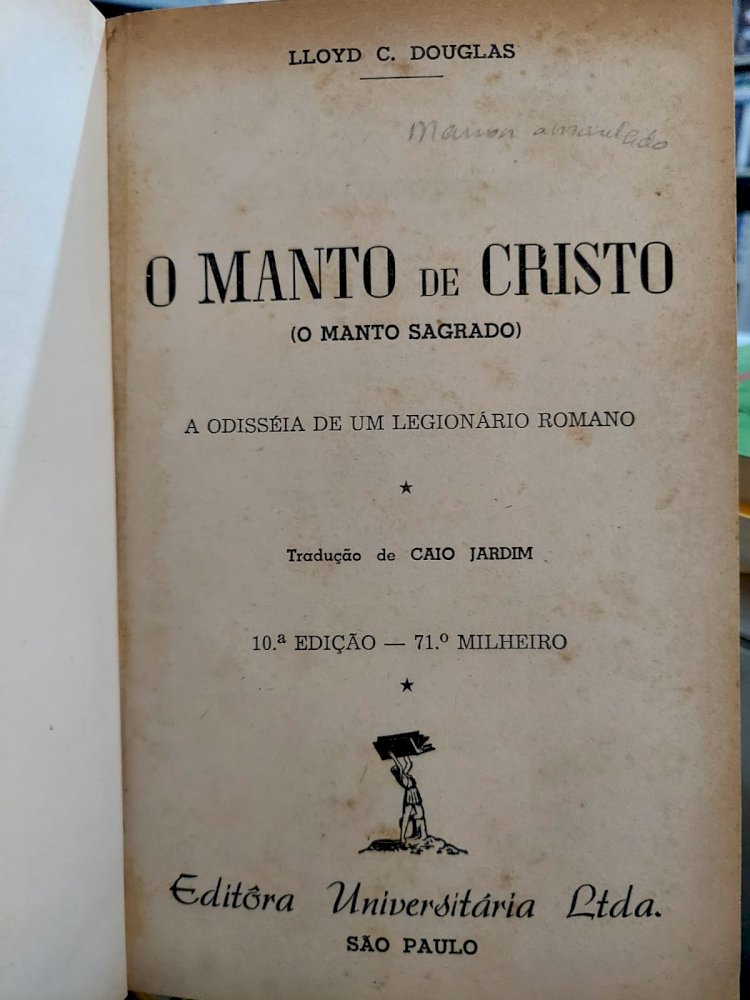 LLOYD C. DOUGLAS
O MANTO DE CRISTO
(O MANTO SAGRADO)
A ODISSÉIA DE UM LEGIONÁRIO ROMANO
Tradução de CAIO JARDIM
10.ª EDIÇÃO — 71.º MILHEIRO
Editôra Universitária Ltda.
SÃO PAULO